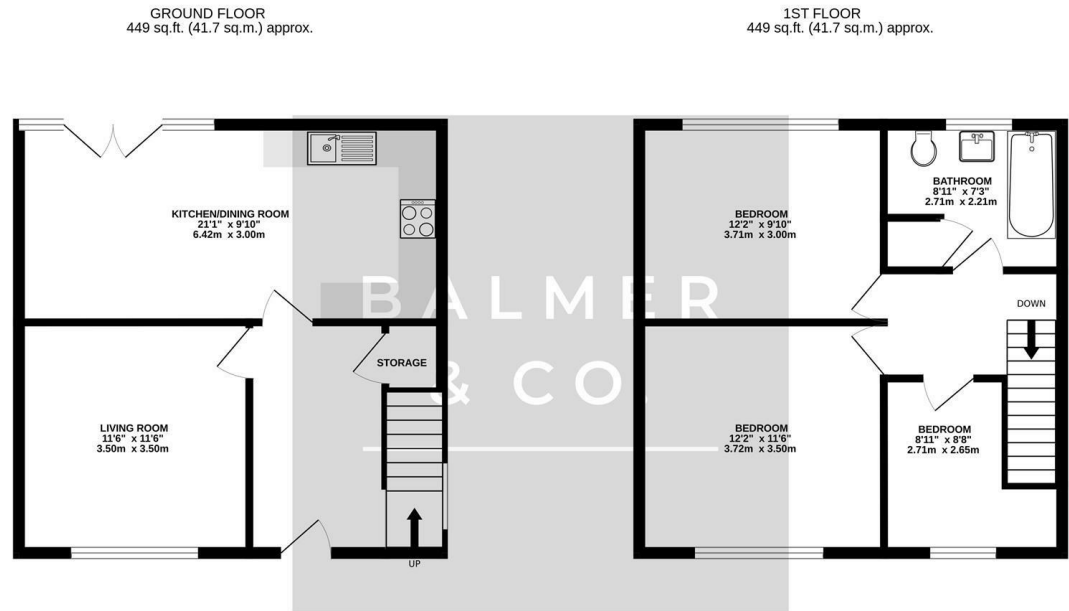 GROUND FLOOR
449 sq.ft. (41.7 sq.m.) approx.
1ST FLOOR
449 sq.ft. (41.7 sq.m.) approx.
KITCHEN/DINING ROOM
21'1" x 9'10"
6.42m x 3.00m
STORAGE
LIVING ROOM
11'6" x 11'6"
3.50m x 3.50m
UP
BEDROOM
12'2" x 9'10"
3.71m x 3.00m
BATHROOM
8'11" x 7'3"
2.71m x 2.21m
DOWN
BEDROOM
12'2" x 11'6"
3.72m x 3.50m
BEDROOM
8'11" x 8'8"
2.71m x 2.65m
BALMER
& CO.